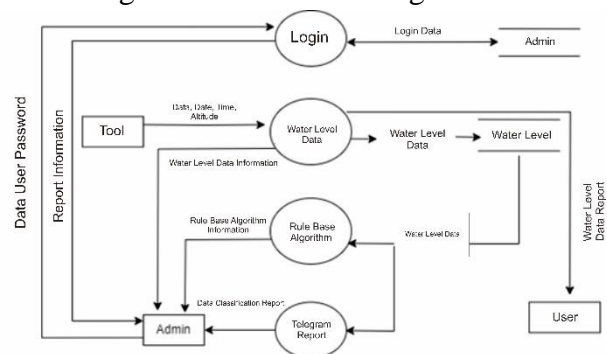 Login
Login Data
Admin
Data User Password
Report Information
Tool
Data, Date, Time,
Altitude
Water Level
Data
Water Level
Data
Water Level
Water Level Data Information
Water Level
Data Report
Rule Base Algorithm
Information
Rule Base
Algorithm
Water Level Data
Data Classification Report
Admin
Telegram
Report
User